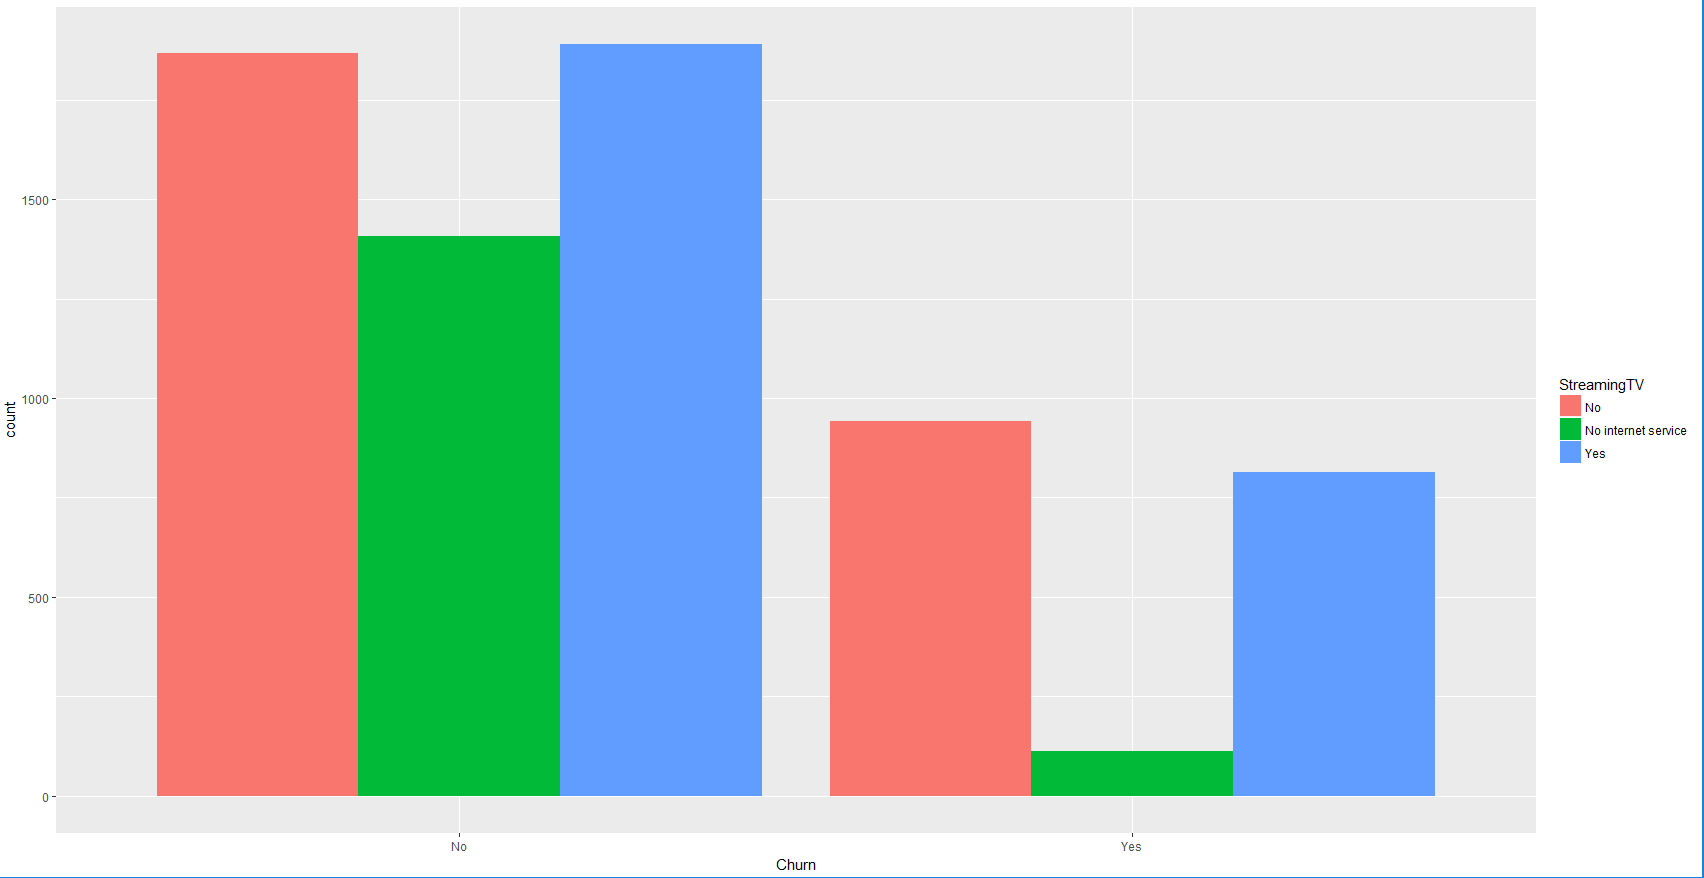 1500
1000
500
0
count
No
Yes
Churn
StreamingTV
No
No internet service
Yes